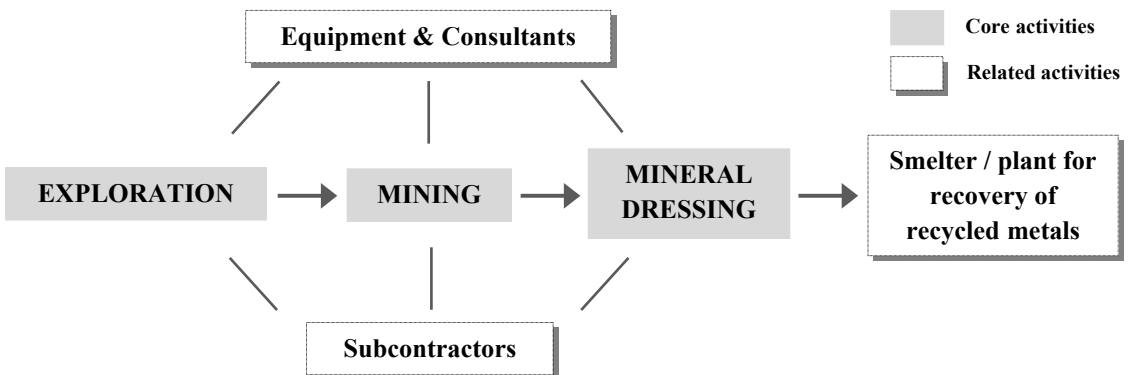 Equipment & Consultants
Core activities
Related activities
EXPLORATION
MINING
MINERAL
DRESSING
Smelter / plant for
recovery of
recycled metals
Subcontractors